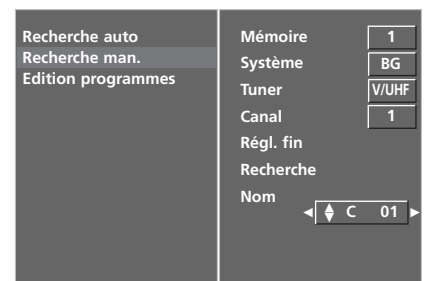 Recherche auto
Recherche man.
Edition programmes
Mémoire 1
Système BG
Tuner V/UHF
Canal 1
Régl. fin
Recherche
Nom
C 01